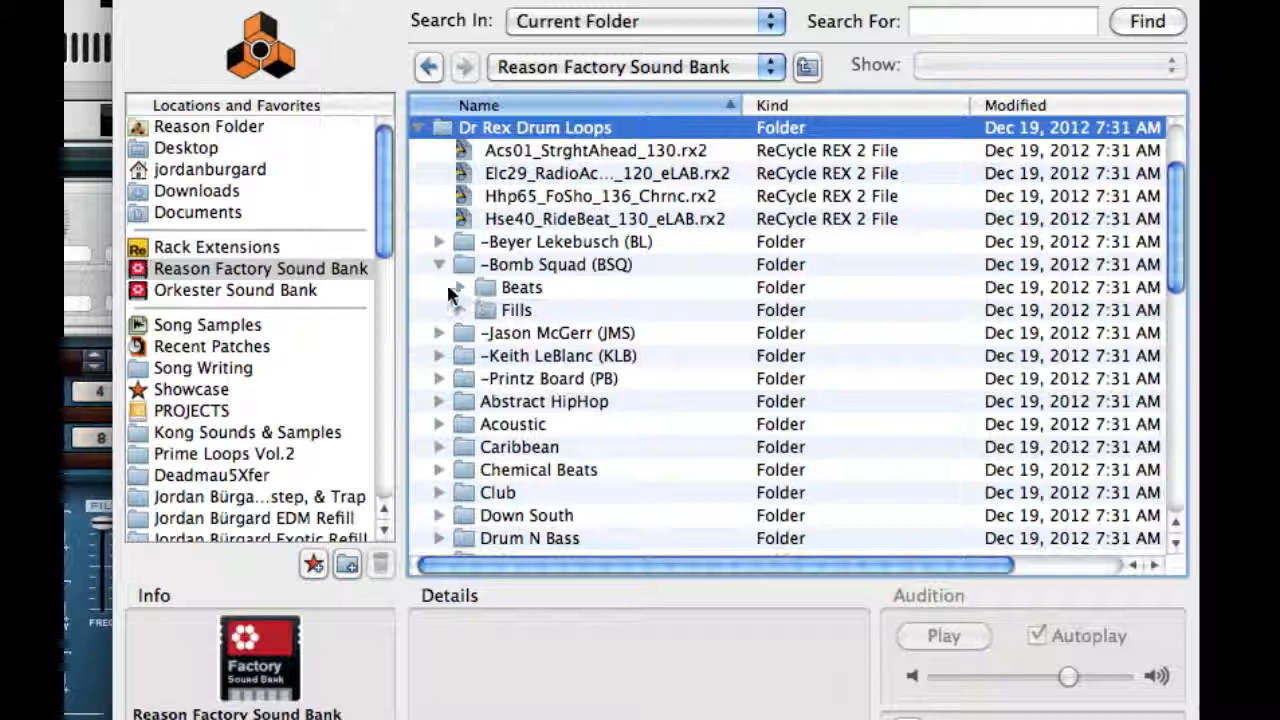 Search In: Current Folder Search For: Find
Reason Factory Sound Bank Show:
Locations and Favorites
Reason Folder
Desktop
jordanburgard
Downloads
Documents
Rack Extensions
Reason Factory Sound Bank
Orkester Sound Bank
Song Samples
Recent Patches
Song Writing
Showcase
PROJECTS
Kong Sounds & Samples
Prime Loops Vol.2
Deadmau5Xfer
Jordan Bürga...step, & Trap
Jordan Bürgard EDM Refill
Jordan Bürgard Exotic Refill
Name Kind Modified
Dr Rex Drum Loops Folder Dec 19, 2012 7:31 AM
Acs01_StrghtAhead_130.rx2 ReCycle REX 2 File Dec 19, 2012 7:31 AM
Elc29_RadioAc..._120_eLAB.rx2 ReCycle REX 2 File Dec 19, 2012 7:31 AM
Hhp65_FoSho_136_Chrnc.rx2 ReCycle REX 2 File Dec 19, 2012 7:31 AM
Hse40_RideBeat_130_eLAB.rx2 ReCycle REX 2 File Dec 19, 2012 7:31 AM
-Beyer Lekebusch (BL) Folder Dec 19, 2012 7:31 AM
-Bomb Squad (BSQ) Folder Dec 19, 2012 7:31 AM
Beats Folder Dec 19, 2012 7:31 AM
Fills Folder Dec 19, 2012 7:31 AM
-Jason McGerr (JMS) Folder Dec 19, 2012 7:31 AM
-Keith LeBlanc (KLB) Folder Dec 19, 2012 7:31 AM
-Printz Board (PB) Folder Dec 19, 2012 7:31 AM
Abstract HipHop Folder Dec 19, 2012 7:31 AM
Acoustic Folder Dec 19, 2012 7:31 AM
Caribbean Folder Dec 19, 2012 7:31 AM
Chemical Beats Folder Dec 19, 2012 7:31 AM
Club Folder Dec 19, 2012 7:31 AM
Down South Folder Dec 19, 2012 7:31 AM
Drum N Bass Folder Dec 19, 2012 7:31 AM
4
8
FIL
FREQ
Info
Factory
Sound Bank
Reason Factory Sound Bank
Details
Audition
Play Autoplay